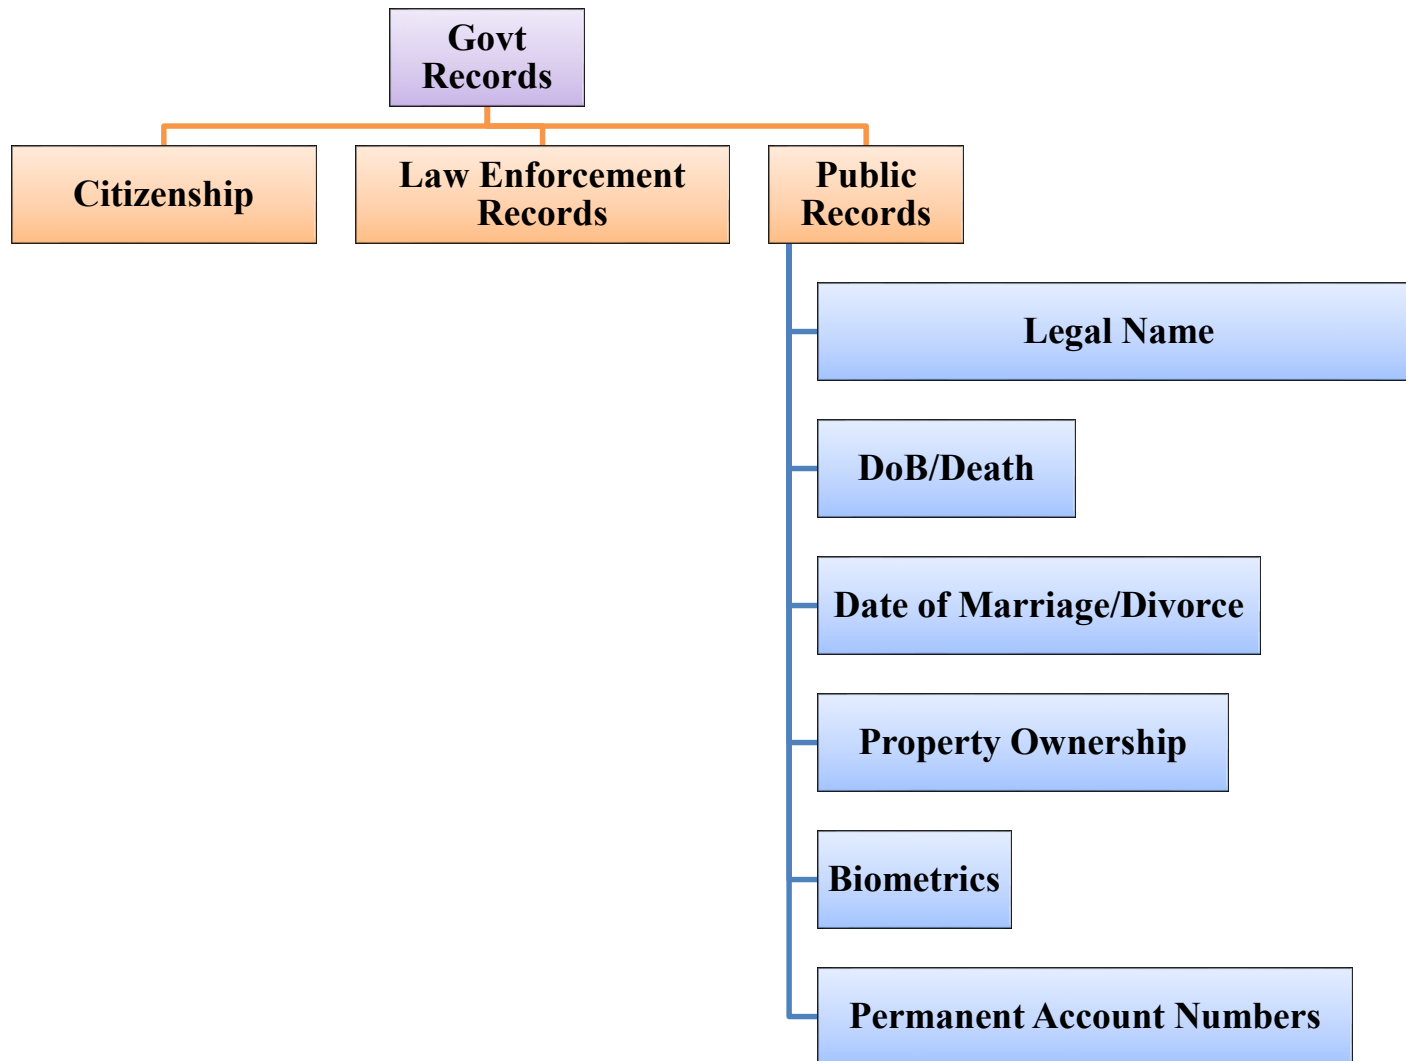 Govt
Records
Citizenship
Law Enforcement
Records
Public
Records
Legal Name
DoB/Death
Date of Marriage/Divorce
Property Ownership
Biometrics
Permanent Account Numbers